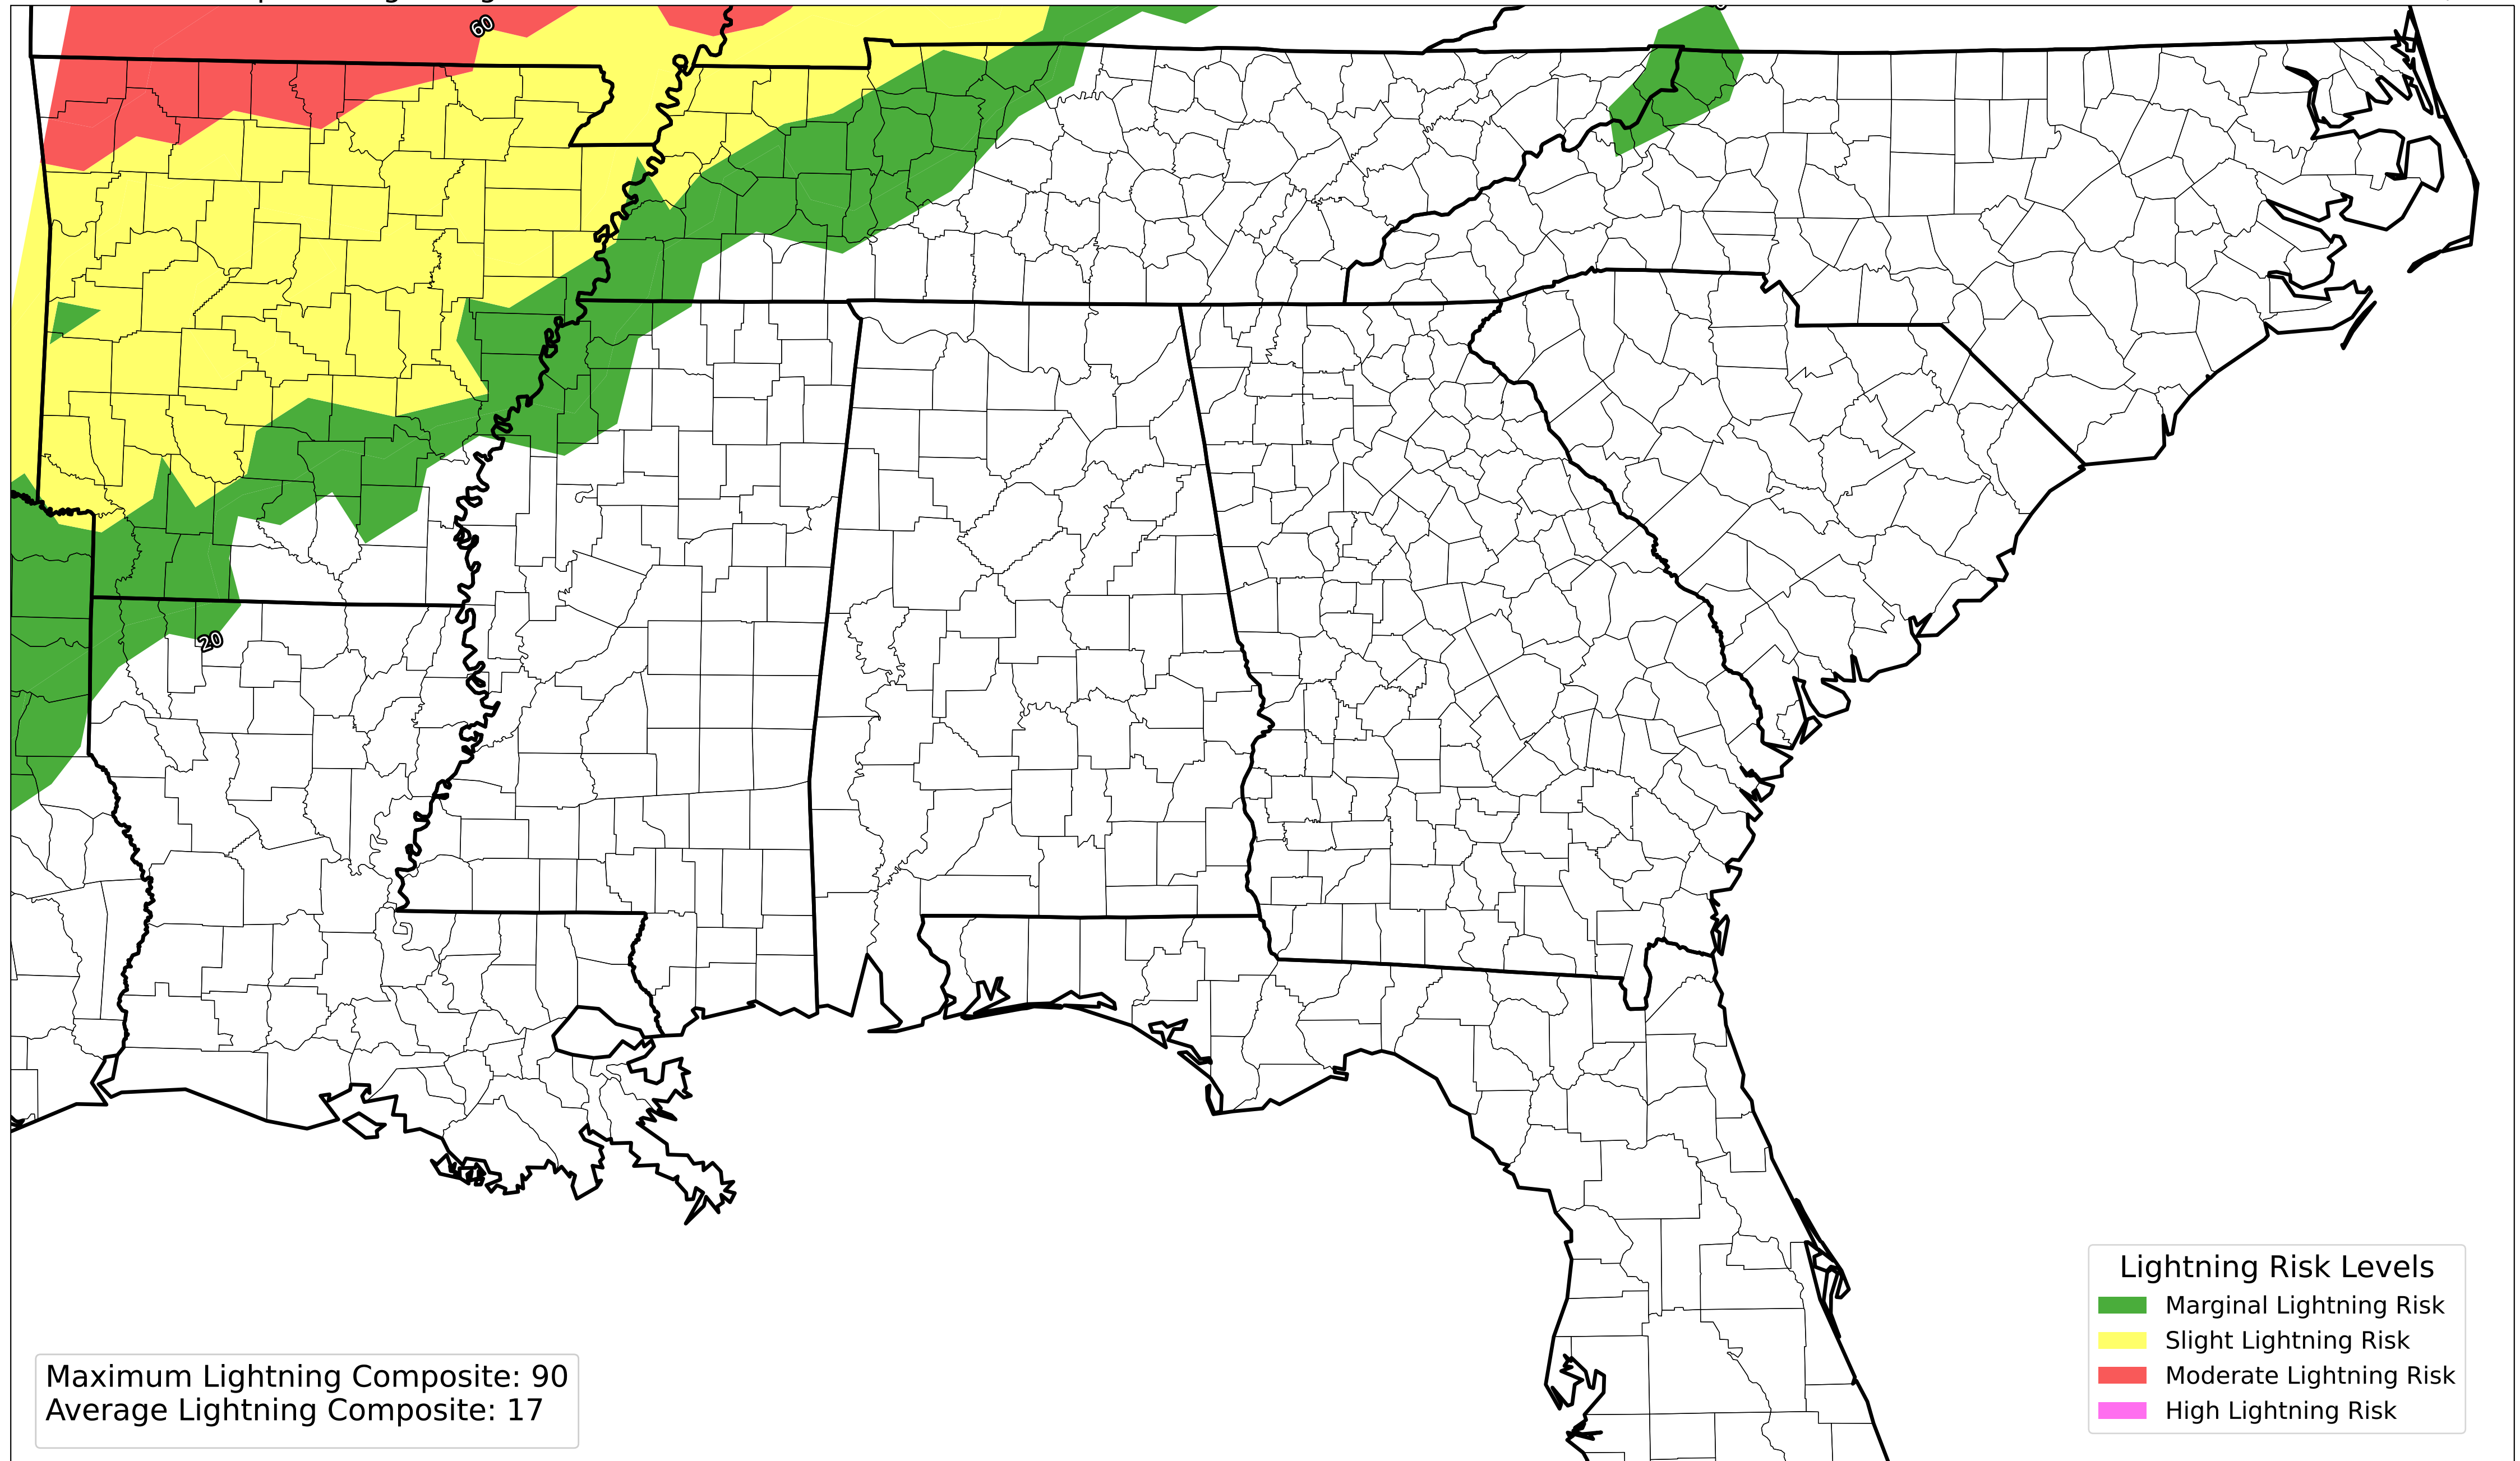 60
20
Lightning Risk Levels
Marginal Lightning Risk
Slight Lightning Risk
Moderate Lightning Risk
High Lightning Risk
Maximum Lightning Composite: 90
Average Lightning Composite: 17